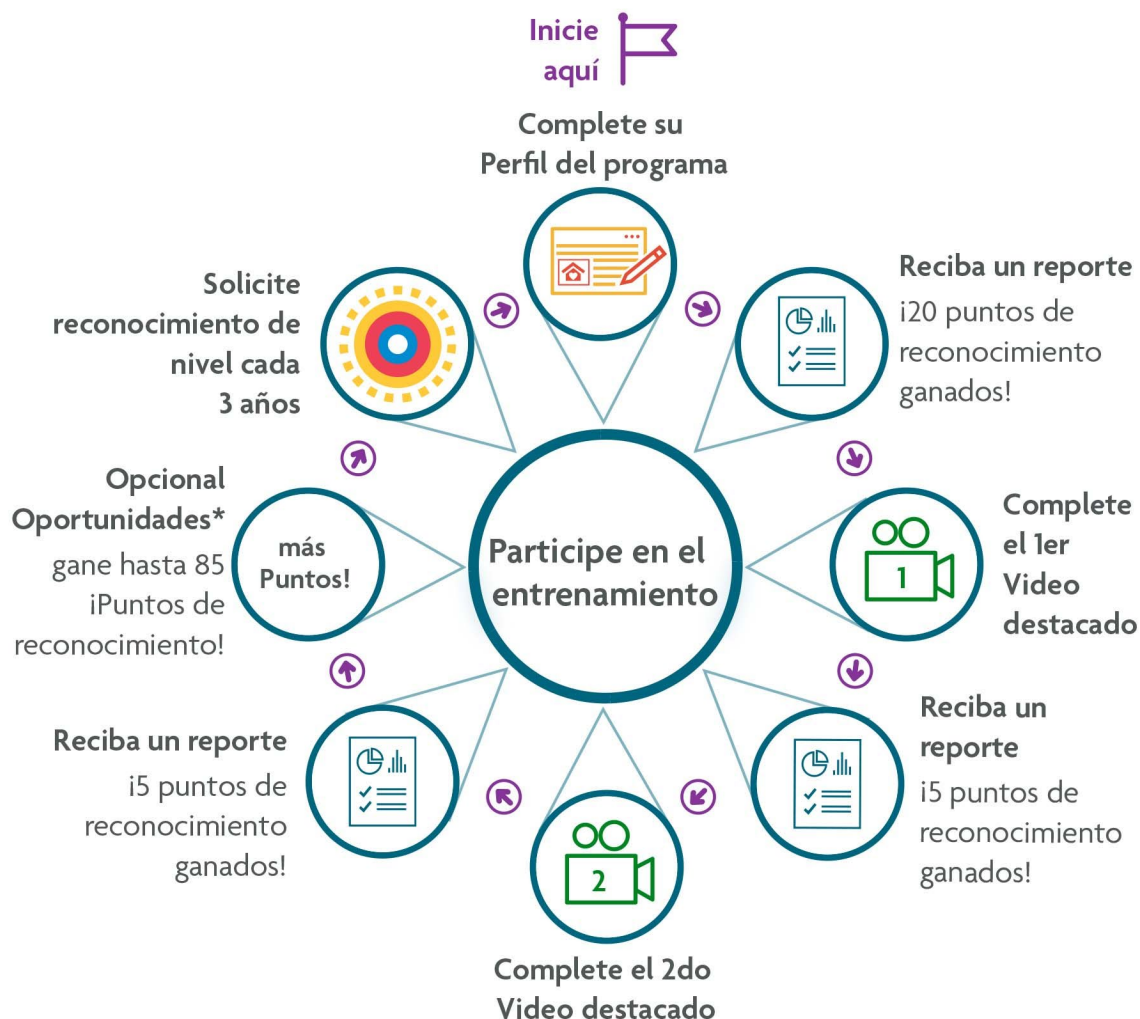 Inicie
aquí
Complete su
Perfil del programa
Reciba un reporte
¡20 puntos de
reconocimiento
ganados!
Complete
el 1er
Video
destacado
1
Reciba un
reporte
¡5 puntos de
reconocimiento
ganados!
Complete el 2do
Video destacado
2
Reciba un reporte
¡5 puntos de
reconocimiento
ganados!
Opcional
Oportunidades*
gane hasta 85
¡Puntos de
reconocimiento!
más
Puntos!
Solicite
reconocimiento de
nivel cada
3 años
Participe en el
entrenamiento